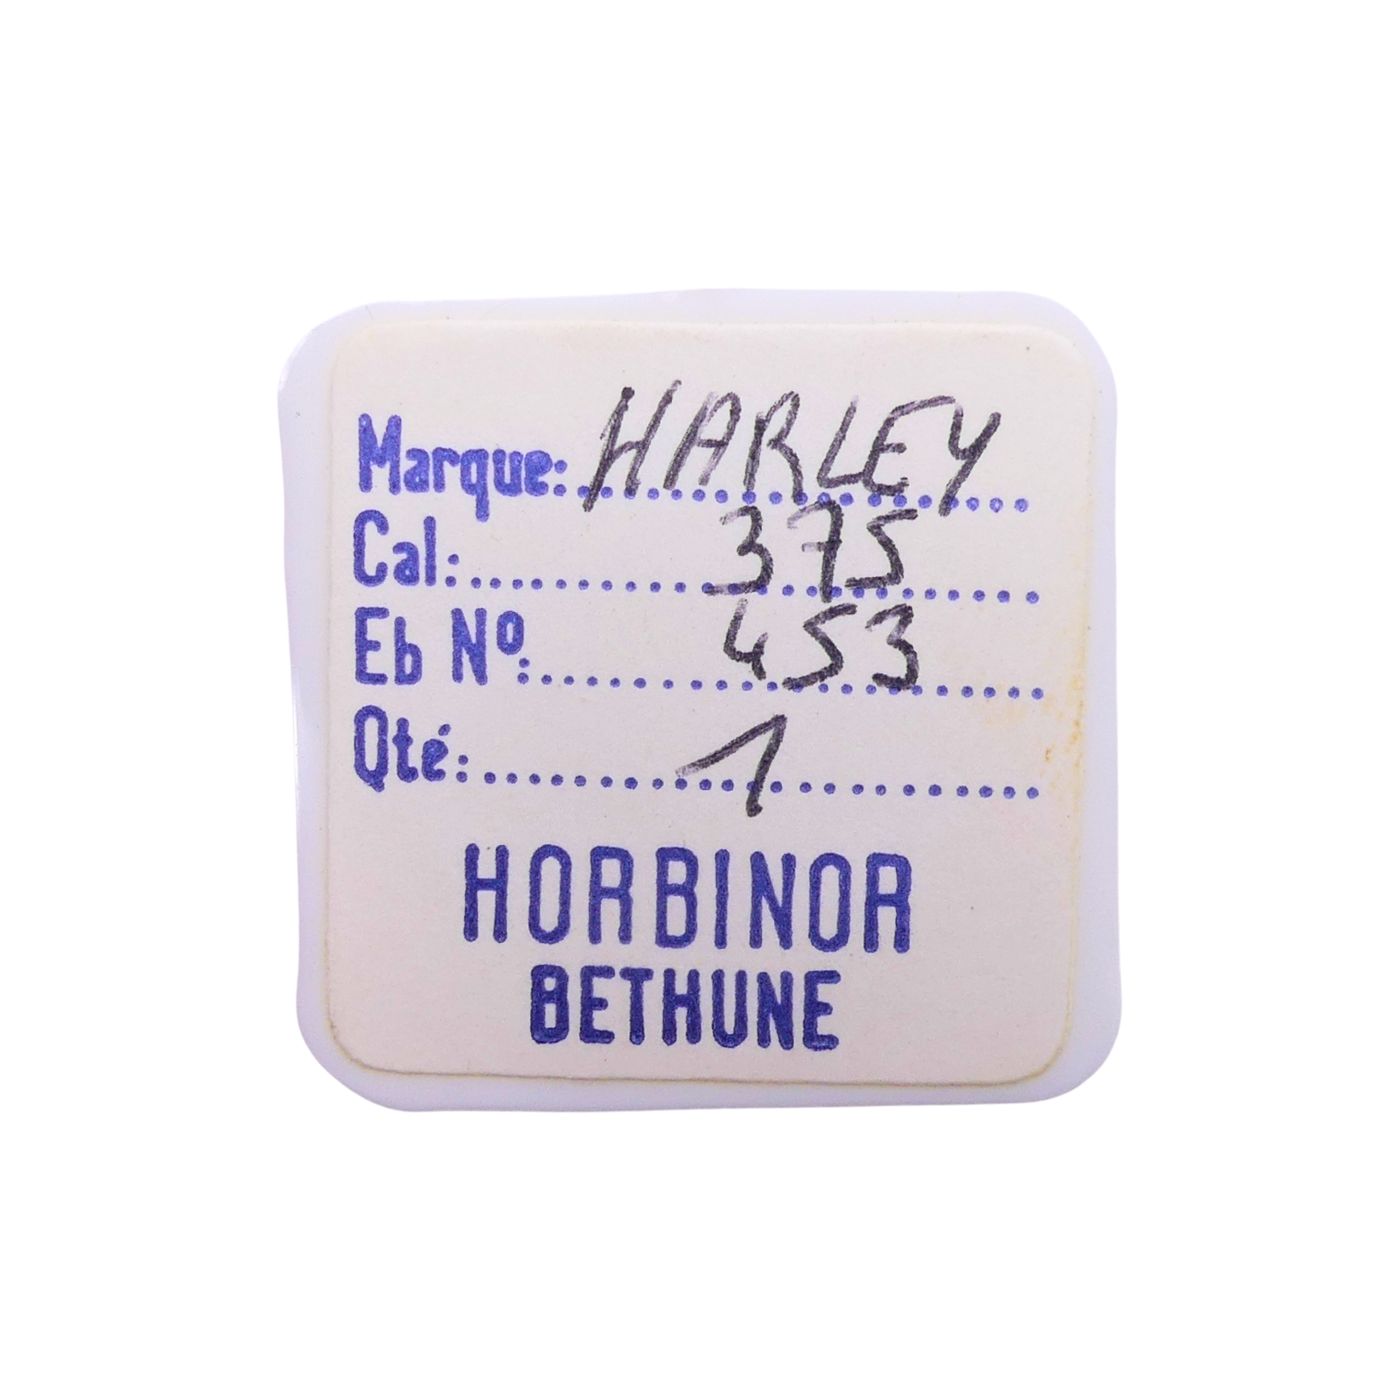 Marque: HARLEY
Cal: 375
Eb Nº: 453
Qté: 1
HORBINOR
BETHUNE